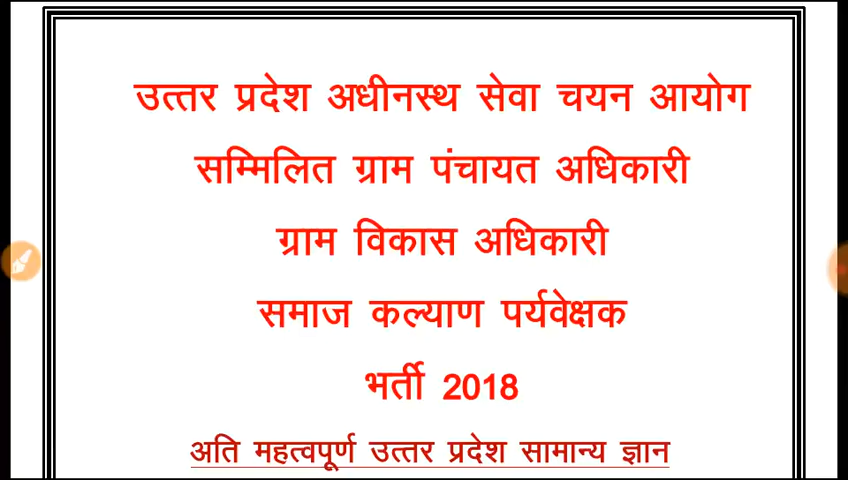 उत्तर प्रदेश अधीनस्थ सेवा चयन आयोग
सम्मिलित ग्राम पंचायत अधिकारी
ग्राम विकास अधिकारी
समाज कल्याण पर्यवेक्षक
भर्ती 2018
अति महत्वपूर्ण उत्तर प्रदेश सामान्य ज्ञान